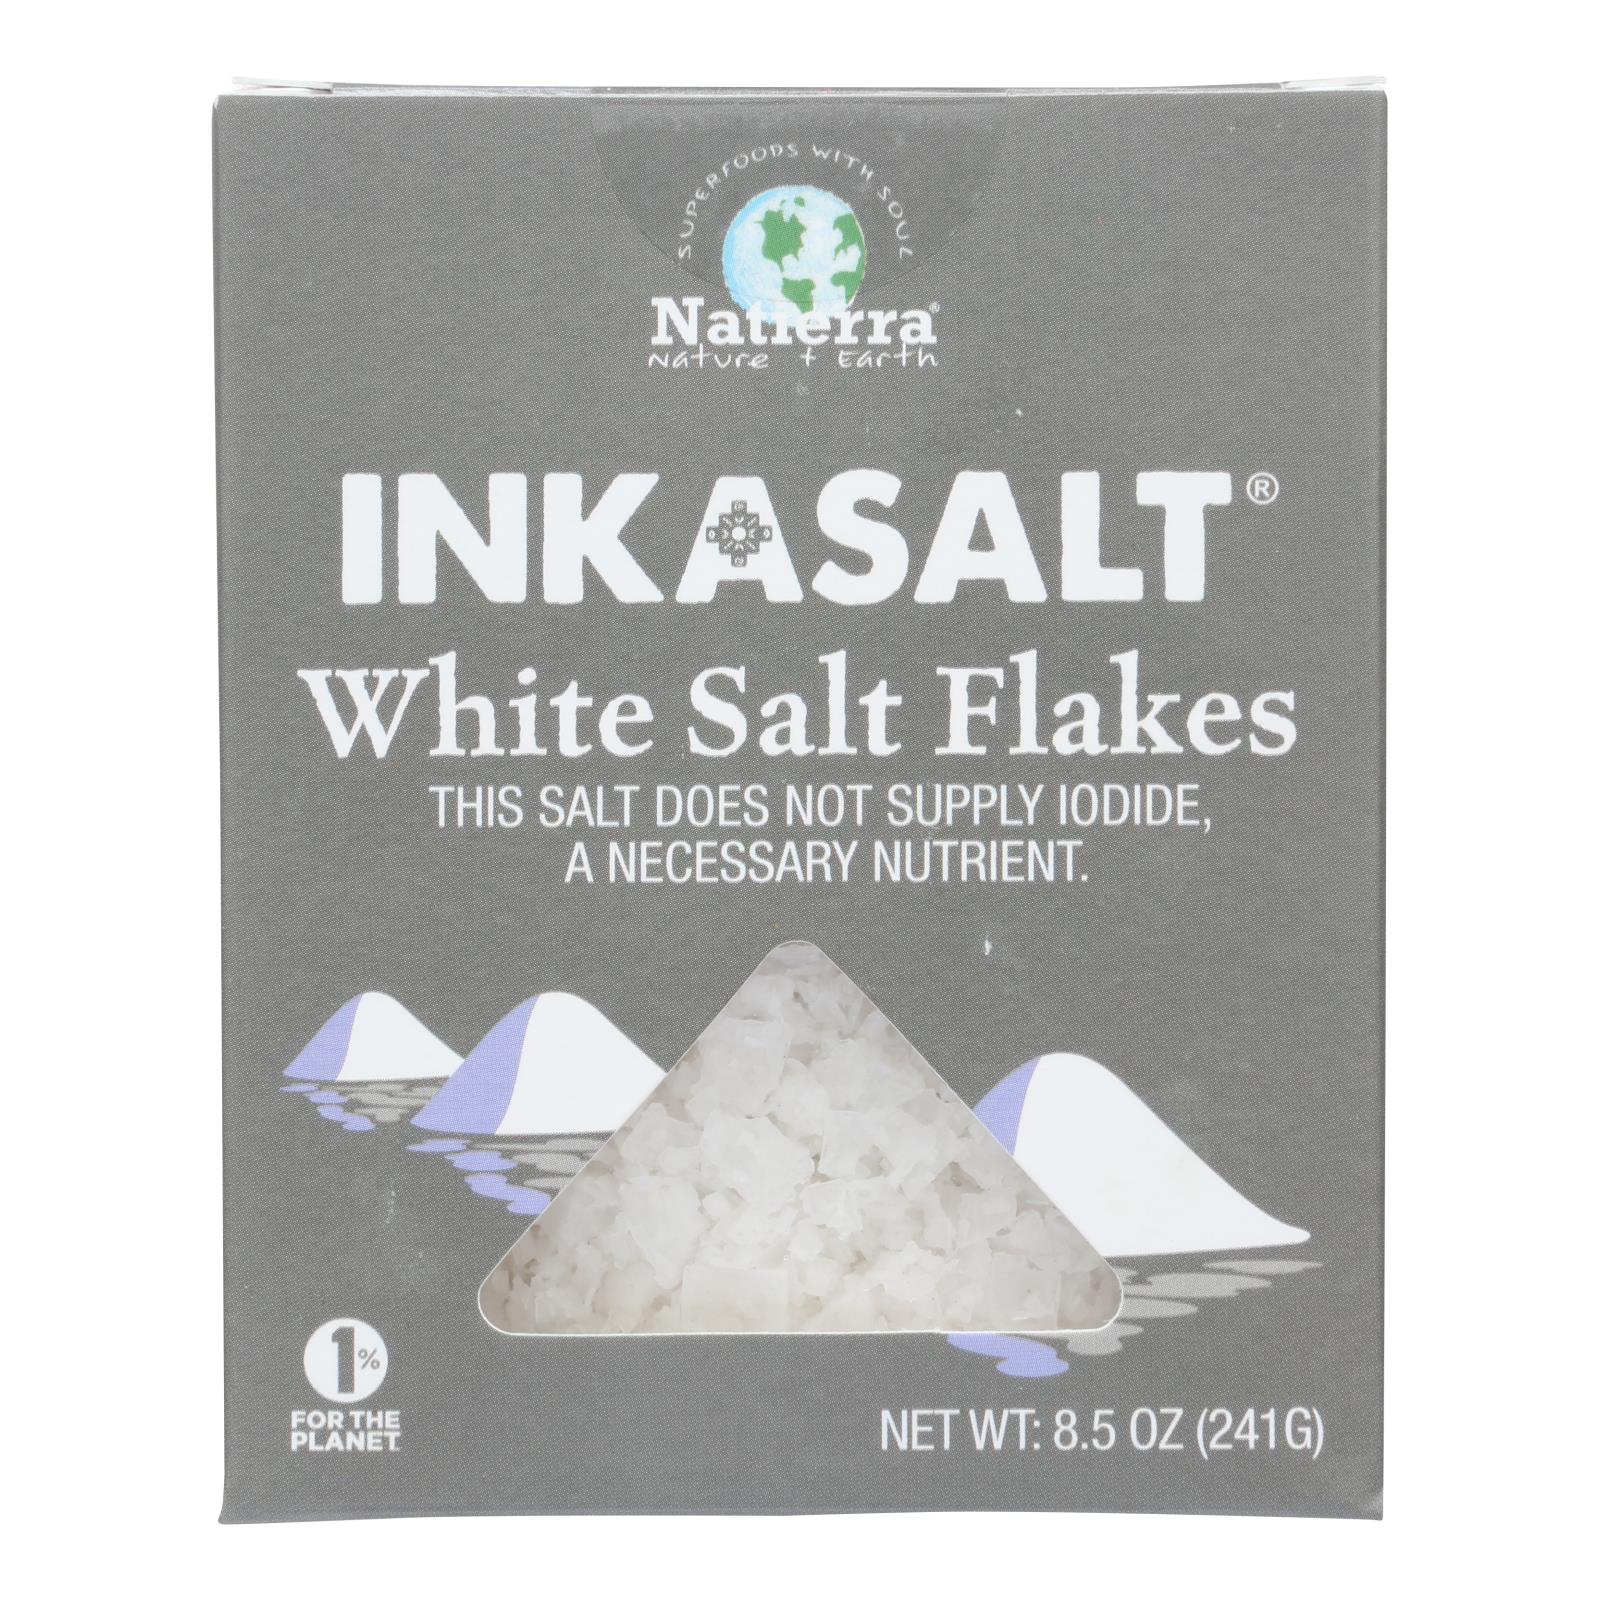 SUPERFOODS WITH SOUL
Natierra®
Nature + Earth
INKASALT®
White Salt Flakes
THIS SALT DOES NOT SUPPLY IODIDE,
A NECESSARY NUTRIENT.
1%
FOR THE
PLANET
NET WT: 8.5 OZ (241G)